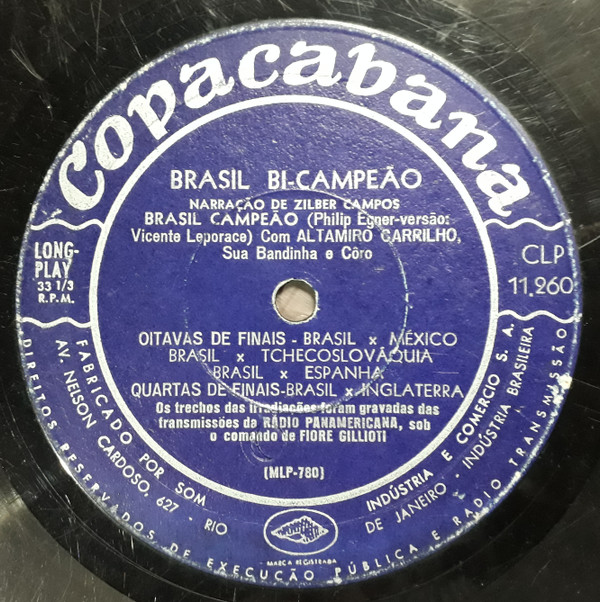 Copacabana
BRASIL BI-CAMPEÃO
NARRAÇÃO DE ZILBER CAMPOS
BRASIL CAMPEÃO (Philip Egner-versão:
Vicente Leporace) Com ALTAMIRO CARRILHO,
Sua Bandinha e Côro
LONG-
PLAY
33 1/3
R.P.M.
CLP
11.260
OITAVAS DE FINAIS - BRASIL x MÉXICO
BRASIL x TCHECOSLOVÁQUIA
BRASIL x ESPANHA
QUARTAS DE FINAIS-BRASIL x INGLATERRA
Os trechos das irradiações foram gravadas das
transmissões da RÁDIO PANAMERICANA, sob
o comando de FIORE GILLIOTI
(MLP-780)
FABRICADO POR SOM INDÚSTRIA E COMERCIO S. A.
AV. NELSON CARDOSO, 627 - RIO DE JANEIRO - INDÚSTRIA BRASILEIRA
MARCA REGISTRADA
DIREITOS RESERVADOS DE EXECUÇÃO PÚBLICA E RADIO TRANSMISSÃO